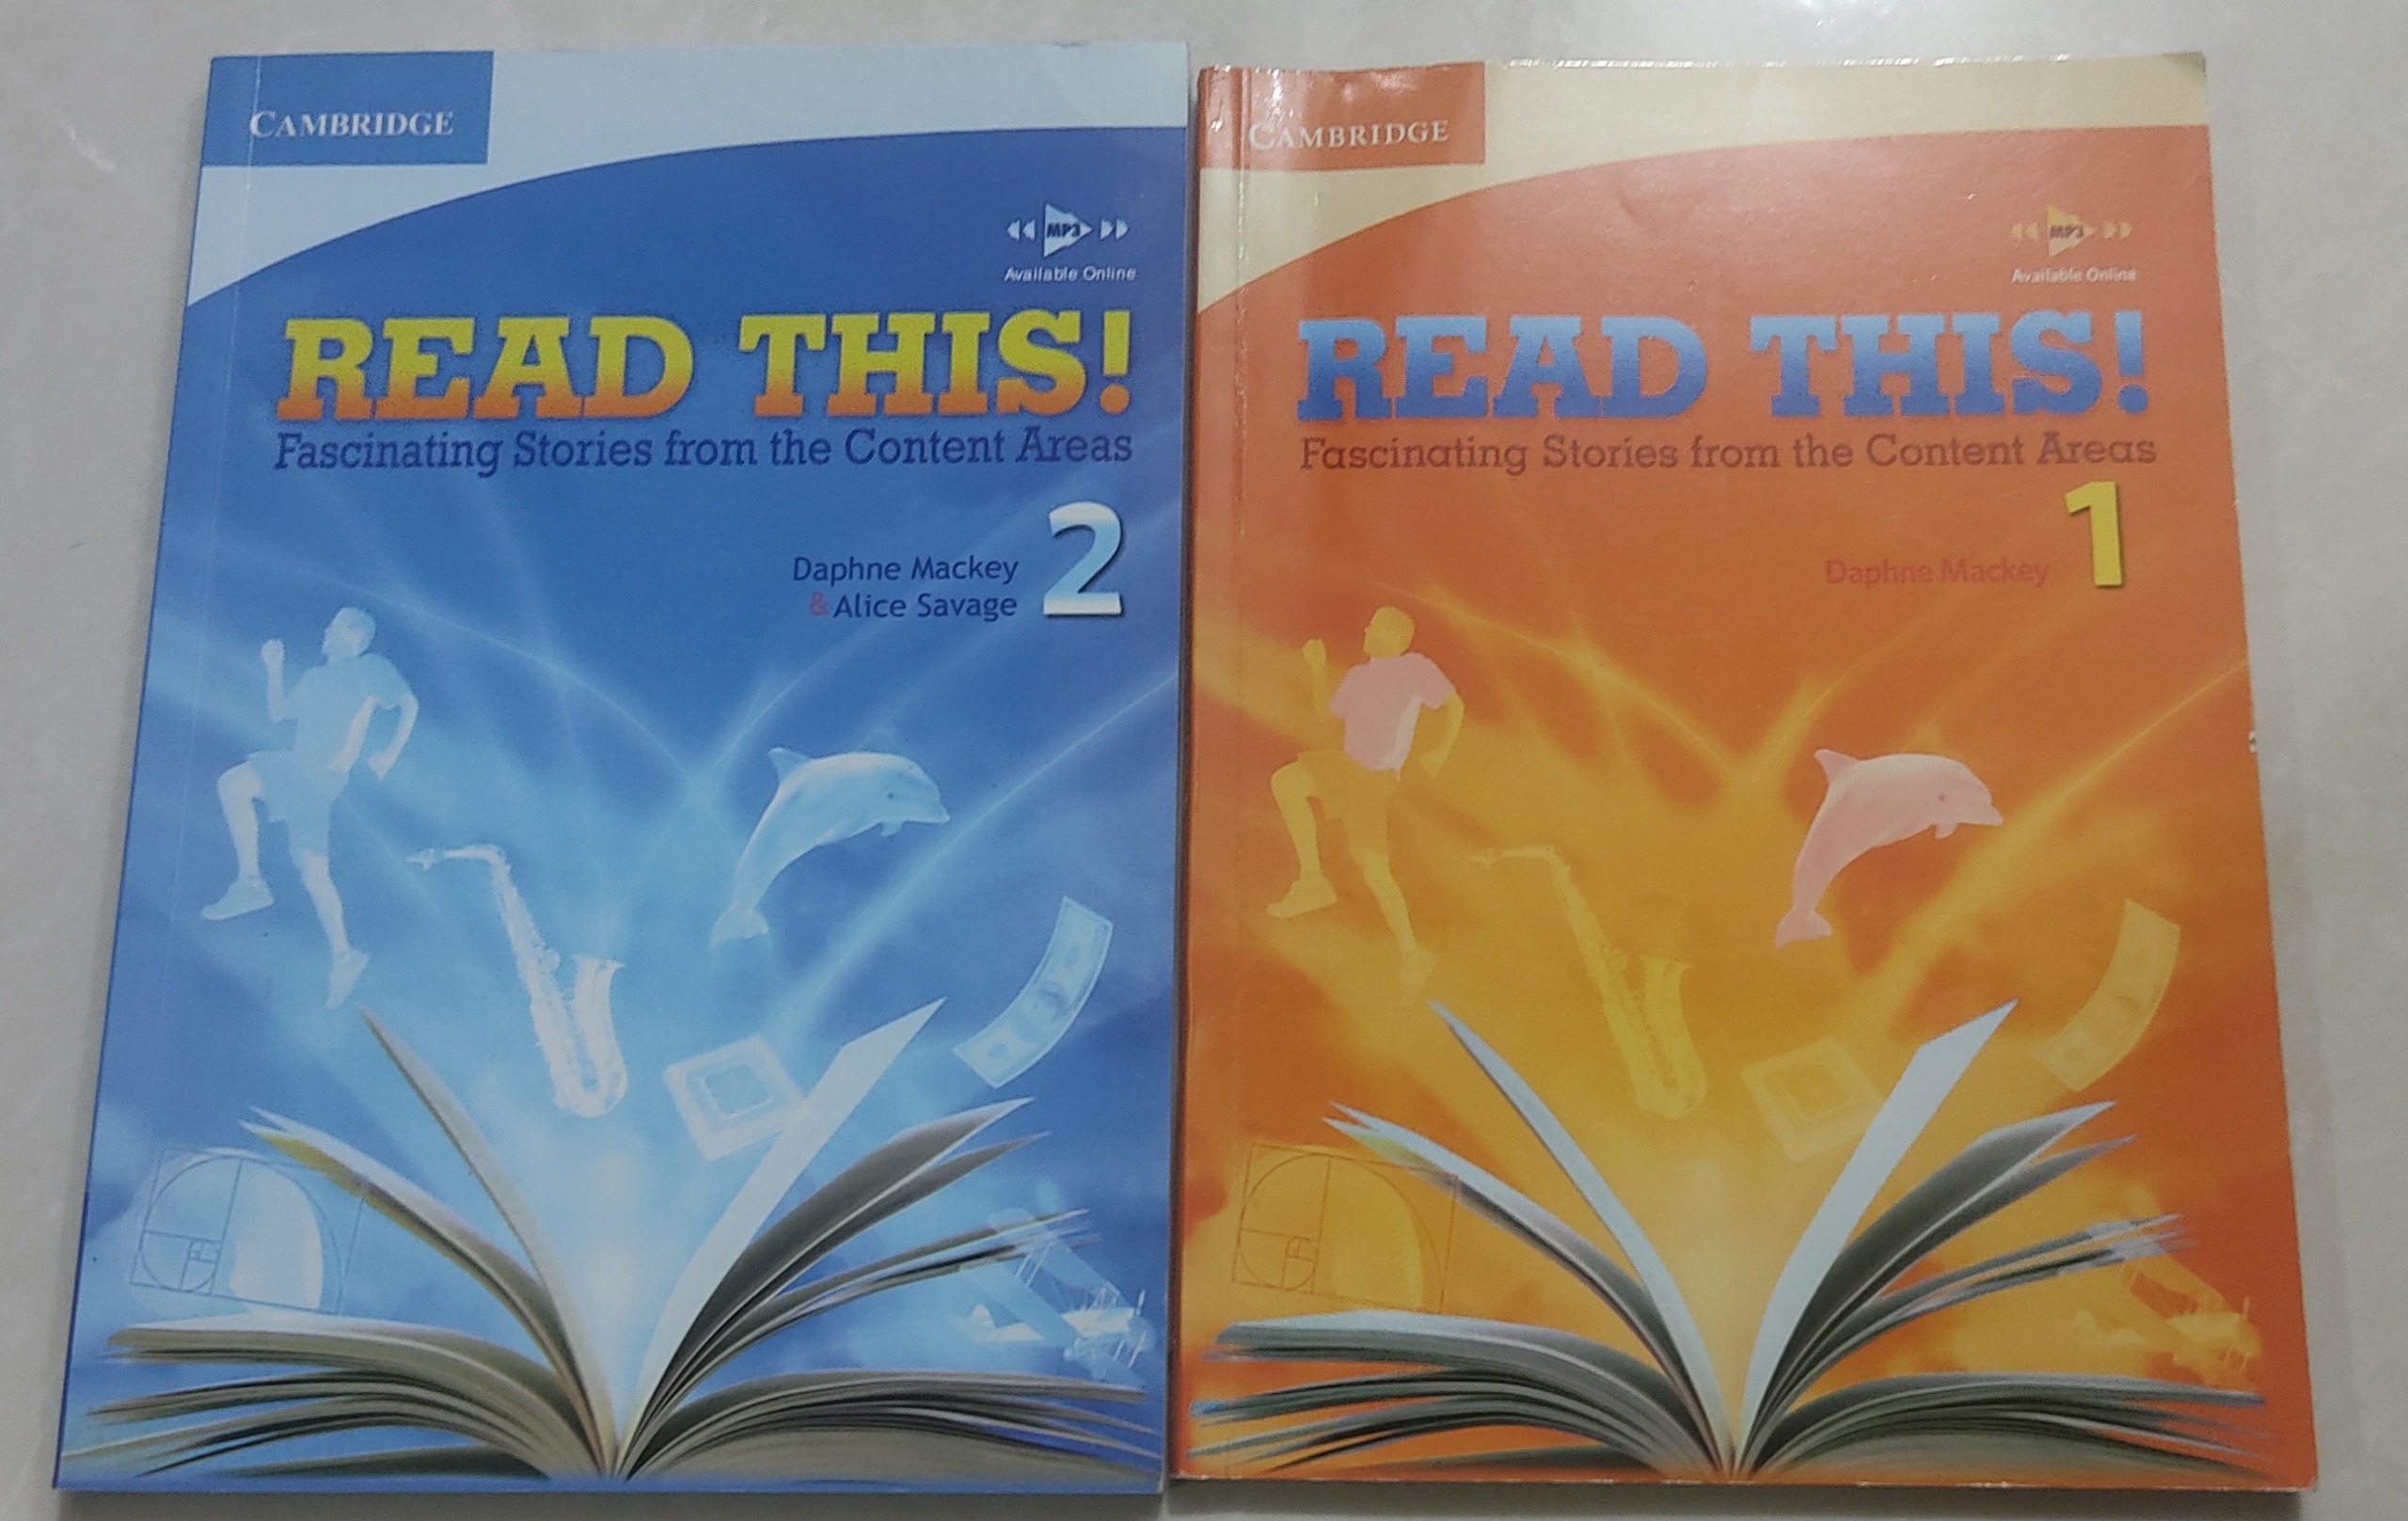 CAMBRIDGE
MP3
Available Online
READ THIS!
Fascinating Stories from the Content Areas
2
Daphne Mackey
& Alice Savage
CAMBRIDGE
MP3
Available Online
READ THIS!
Fascinating Stories from the Content Areas
1
Daphne Mackey